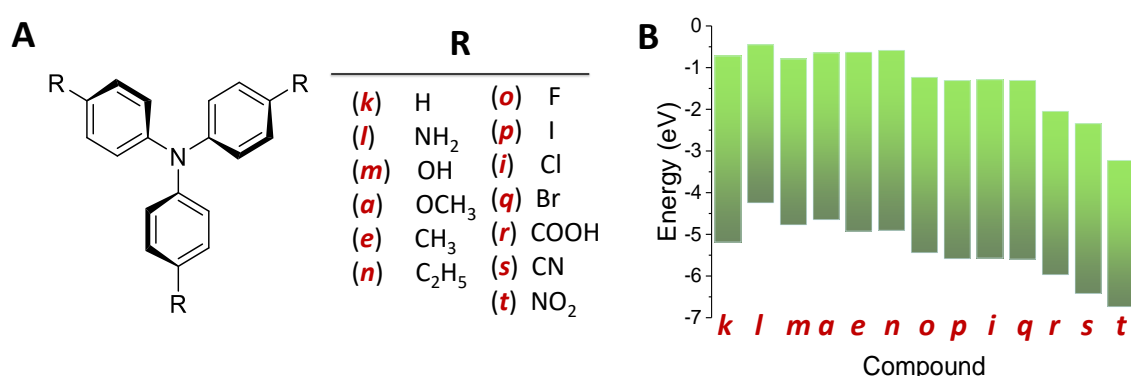 A
R
R
N
R
R
(k) H
(l) NH₂
(m) OH
(a) OCH₃
(e) CH₃
(n) C₂H₅
(o) F
(p) I
(i) Cl
(q) Br
(r) COOH
(s) CN
(t) NO₂
B
Energy (eV)
0
-1
-2
-3
-4
-5
-6
-7
k l m a e n o p i q r s t
Compound